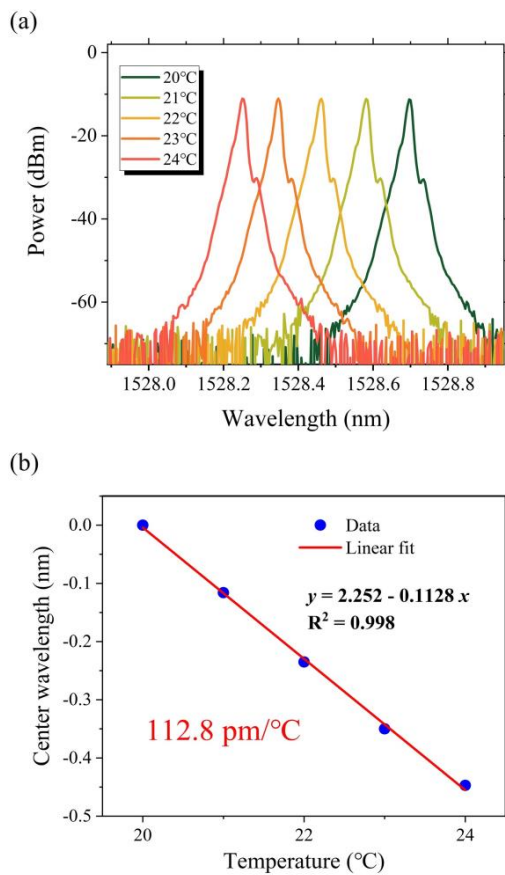 (a)
0
-20
-40
-60
Power (dBm)
20℃
21℃
22℃
23℃
24℃
1528.0 1528.2 1528.4 1528.6 1528.8
Wavelength (nm)
(b)
0.0
-0.1
-0.2
-0.3
-0.4
-0.5
Center wavelength (nm)
Data
Linear fit
y = 2.252 - 0.1128 x
R² = 0.998
112.8 pm/℃
20 22 24
Temperature (℃)